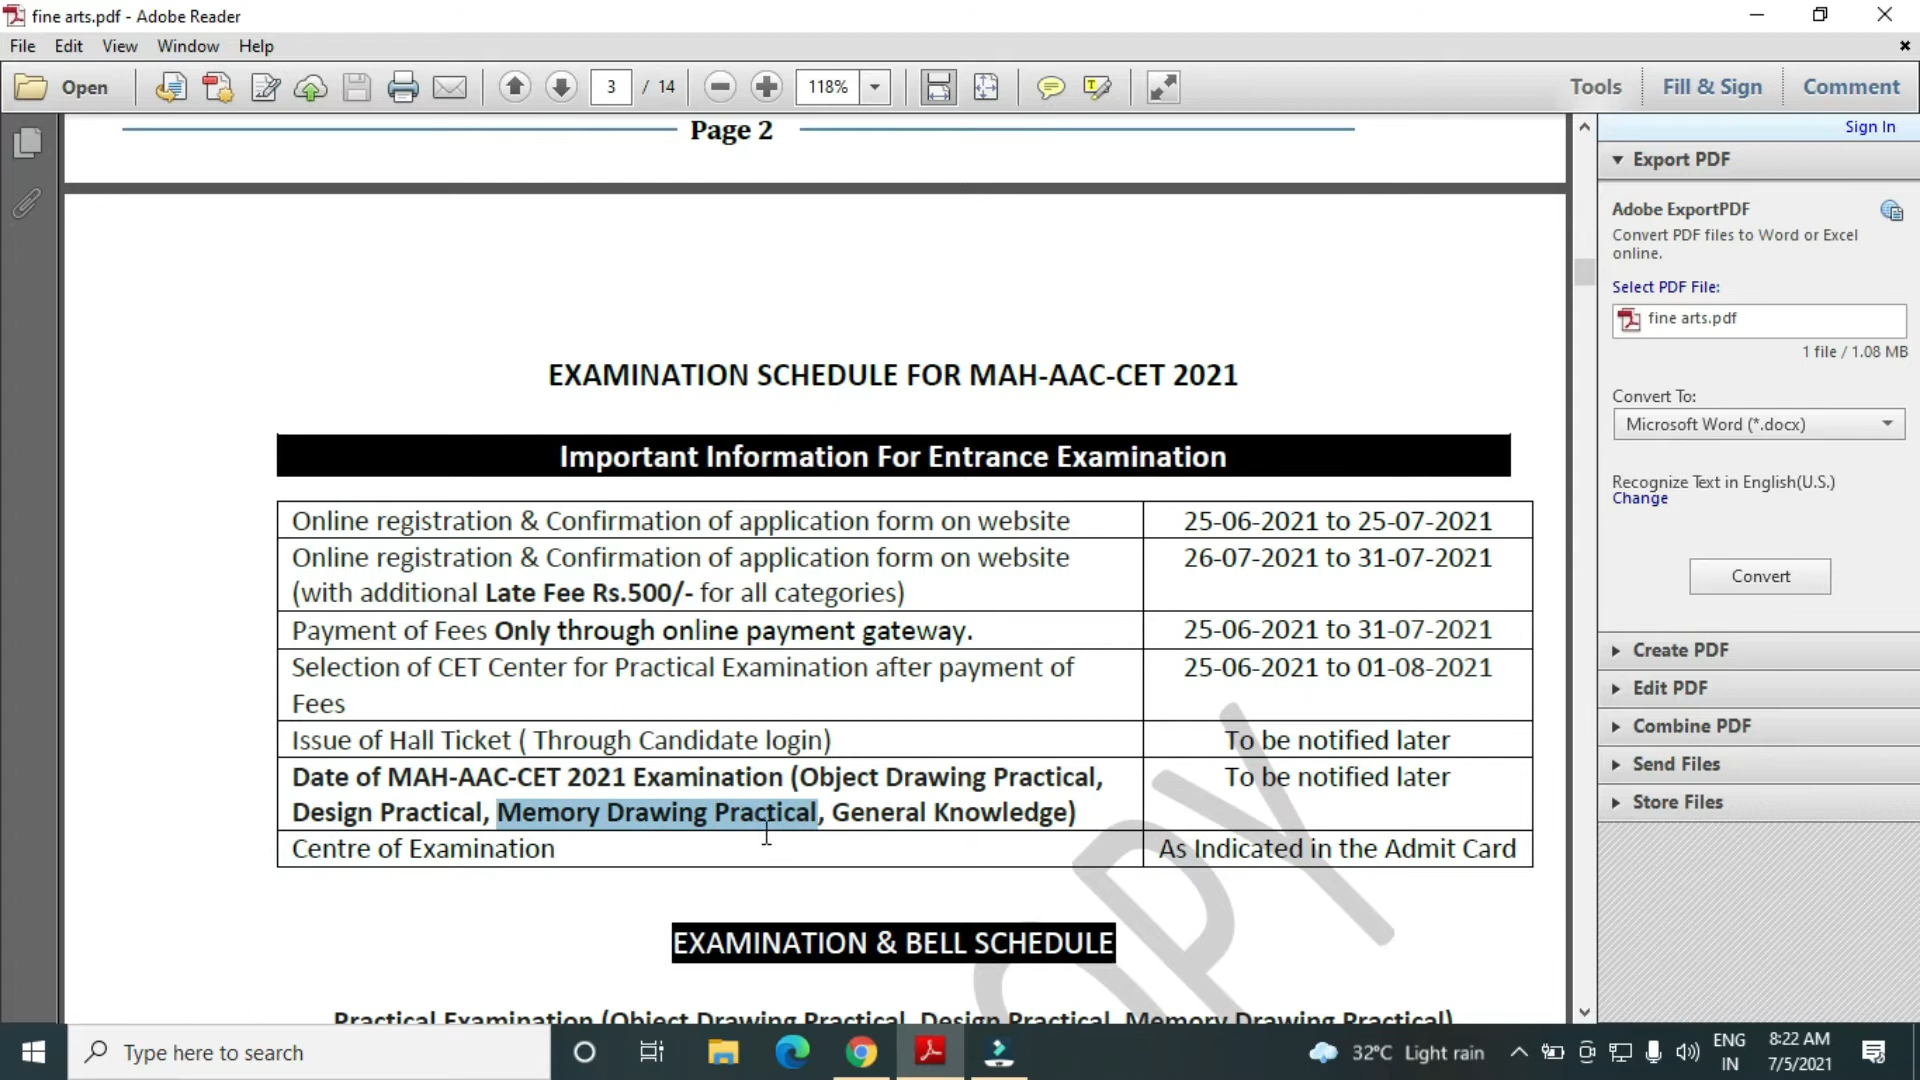 fine arts.pdf - Adobe Reader
File Edit View Window Help
Open 3 / 14 118% Tools Fill & Sign Comment
Page 2
Sign In
Export PDF
Adobe ExportPDF
Convert PDF files to Word or Excel
online.
Select PDF File:
fine arts.pdf
1 file / 1.08 MB
Convert To:
Microsoft Word (*.docx)
Recognize Text in English(U.S.)
Change
Convert
Create PDF
Edit PDF
Combine PDF
Send Files
Store Files
EXAMINATION SCHEDULE FOR MAH-AAC-CET 2021
Important Information For Entrance Examination
Online registration & Confirmation of application form on website 25-06-2021 to 25-07-2021
Online registration & Confirmation of application form on website 26-07-2021 to 31-07-2021
(with additional Late Fee Rs.500/- for all categories)
Payment of Fees Only through online payment gateway. 25-06-2021 to 31-07-2021
Selection of CET Center for Practical Examination after payment of 25-06-2021 to 01-08-2021
Fees
Issue of Hall Ticket ( Through Candidate login) To be notified later
Date of MAH-AAC-CET 2021 Examination (Object Drawing Practical, To be notified later
Design Practical, Memory Drawing Practical, General Knowledge)
Centre of Examination As Indicated in the Admit Card
EXAMINATION & BELL SCHEDULE
Practical Examination (Object Drawing Practical, Design Practical, Memory Drawing Practical)
OPY
Type here to search
32°C Light rain
ENG
IN
8:22 AM
7/5/2021